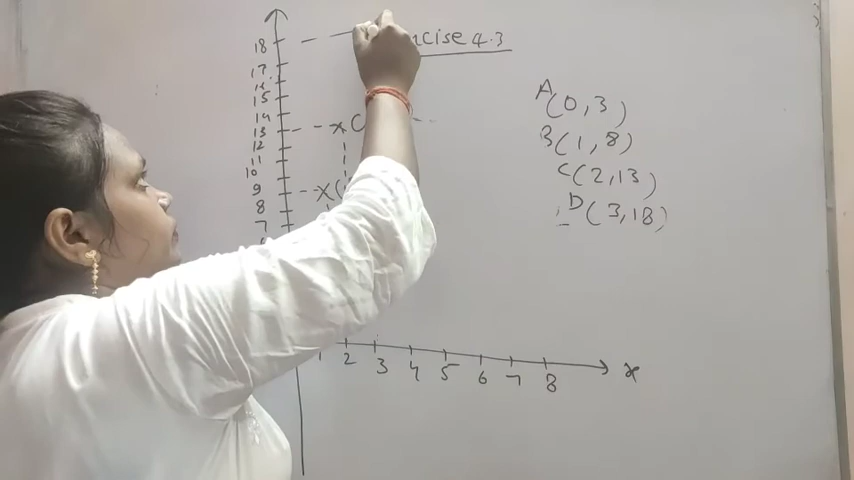 cise 4.3
A(0,3)
B(1,8)
C(2,13)
D(3,18)
18
17
16
15
14
13 x C
12
11
10
9 x (
8
7
2 3 4 5 6 7 8 x